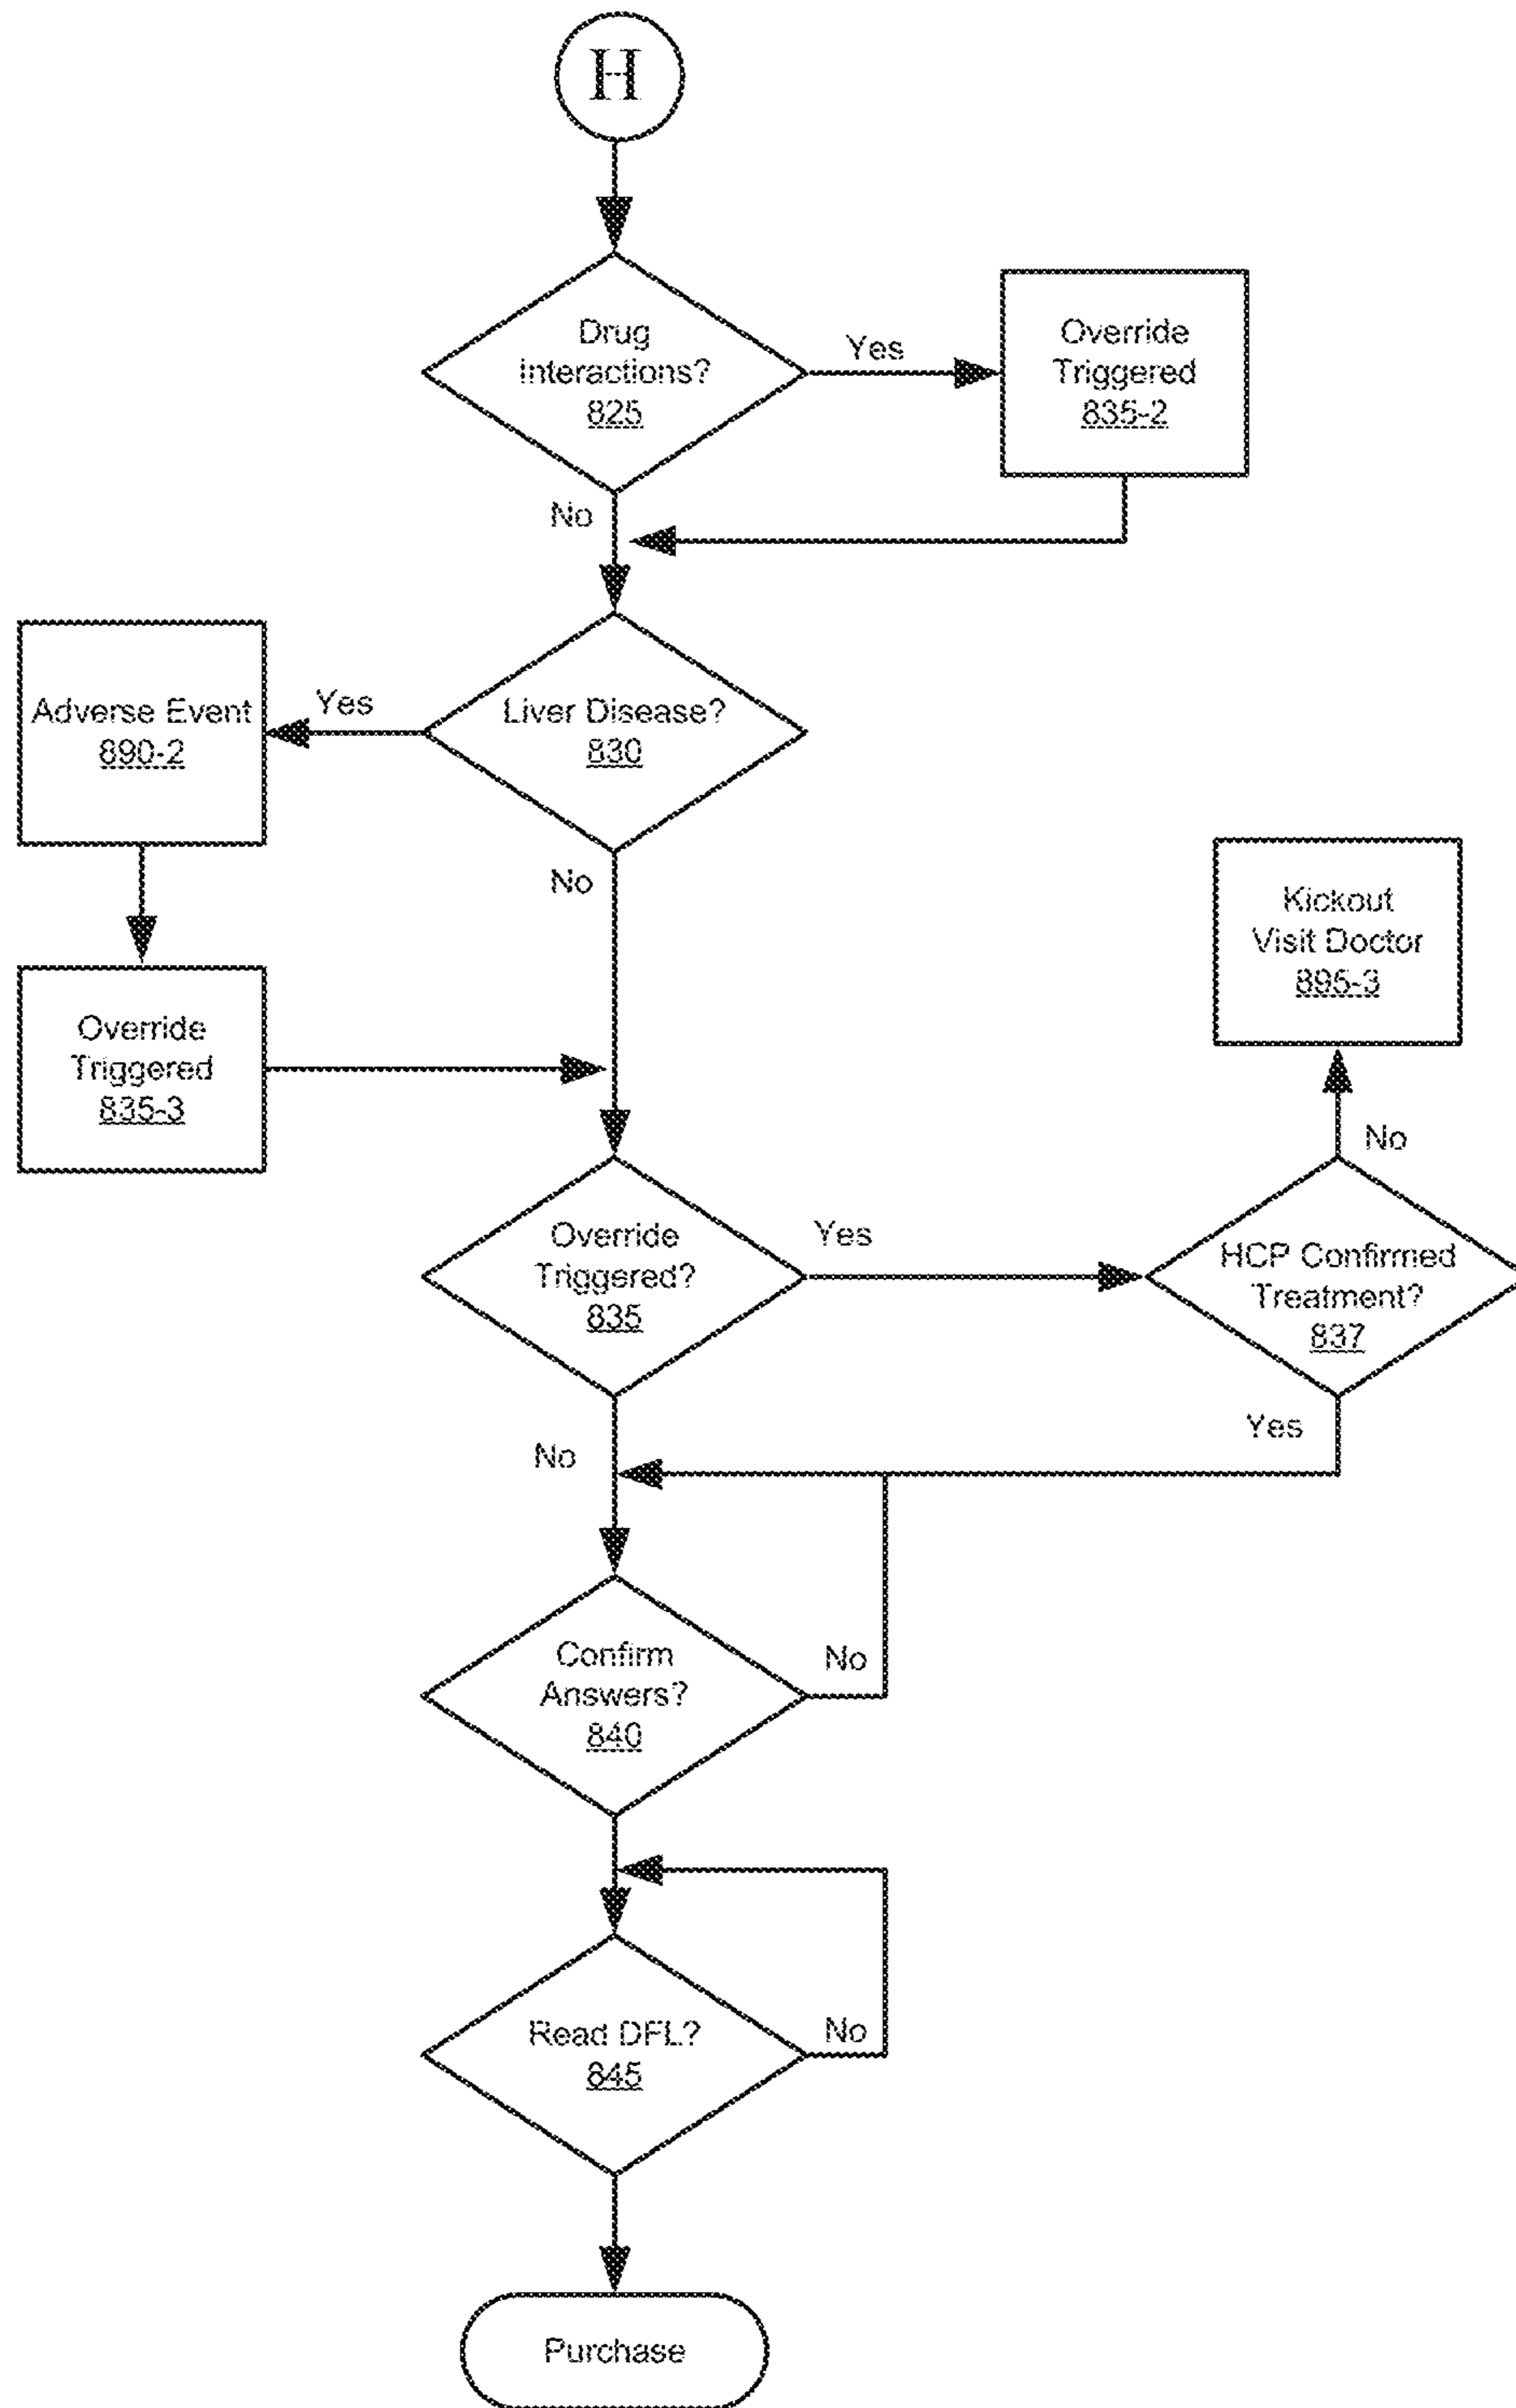 H
Drug
Interactions?
825
Yes
Override
Triggered
835-2
No
Adverse Event
890-2
Yes
Liver Disease?
830
No
Kickout
Visit Doctor
895-3
Override
Triggered
835-3
No
Override
Triggered?
835
Yes
HCP Confirmed
Treatment?
837
No
Yes
Confirm
Answers?
840
No
Read DFL?
845
No
Purchase